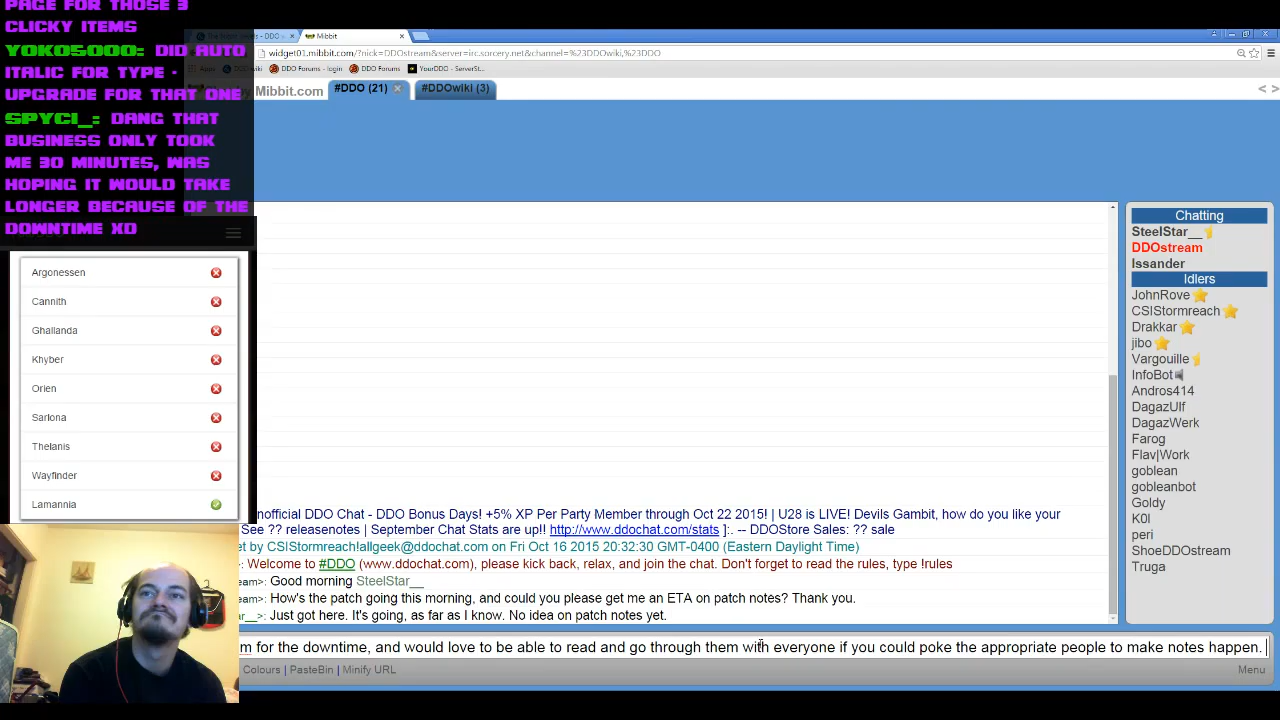 PAGE FOR THOSE 3
CLICKY ITEMS
YOKO5000: DID AUTO
ITALIC FOR TYPE -
UPGRADE FOR THAT ONE
SPYCI_: DANG THAT
BUSINESS ONLY TOOK
ME 30 MINUTES, WAS
HOPING IT WOULD TAKE
LONGER BECAUSE OF THE
DOWNTIME XD
Mibbit
widget01.mibbit.com/?nick=DDOstream&server=irc.sorcery.net&channel=%23DDOwiki,%23DDO
DDO Forums - login
DDO Forums
YourDDO - ServerSt...
by Mibbit.com
#DDO (21)
#DDOwiki (3)
< >
Argonessen
Cannith
Ghallanda
Khyber
Orien
Sarlona
Thelanis
Wayfinder
Lamannia
nofficial DDO Chat - DDO Bonus Days! +5% XP Per Party Member through Oct 22 2015! | U28 is LIVE! Devils Gambit, how do you like your
See ?? releasenotes | September Chat Stats are up!! http://www.ddochat.com/stats ]:. -- DDOStore Sales: ?? sale
et by CSIStormreach!allgeek@ddochat.com on Fri Oct 16 2015 20:32:30 GMT-0400 (Eastern Daylight Time)
>: Welcome to #DDO (www.ddochat.com), please kick back, relax, and join the chat. Don't forget to read the rules, type !rules
eam>: Good morning SteelStar__
eam>: How's the patch going this morning, and could you please get me an ETA on patch notes? Thank you.
ar__>: Just got here. It's going, as far as I know. No idea on patch notes yet.
m for the downtime, and would love to be able to read and go through them with everyone if you could poke the appropriate people to make notes happen.
Colours | PasteBin | Minify URL
Menu
Chatting
SteelStar__
DDOstream
Issander
Idlers
JohnRove
CSIStormreach
Drakkar
jibo
Vargouille
InfoBot
Andros414
DagazUlf
DagazWerk
Farog
Flav|Work
goblean
gobleanbot
Goldy
K0l
peri
ShoeDDOstream
Truga